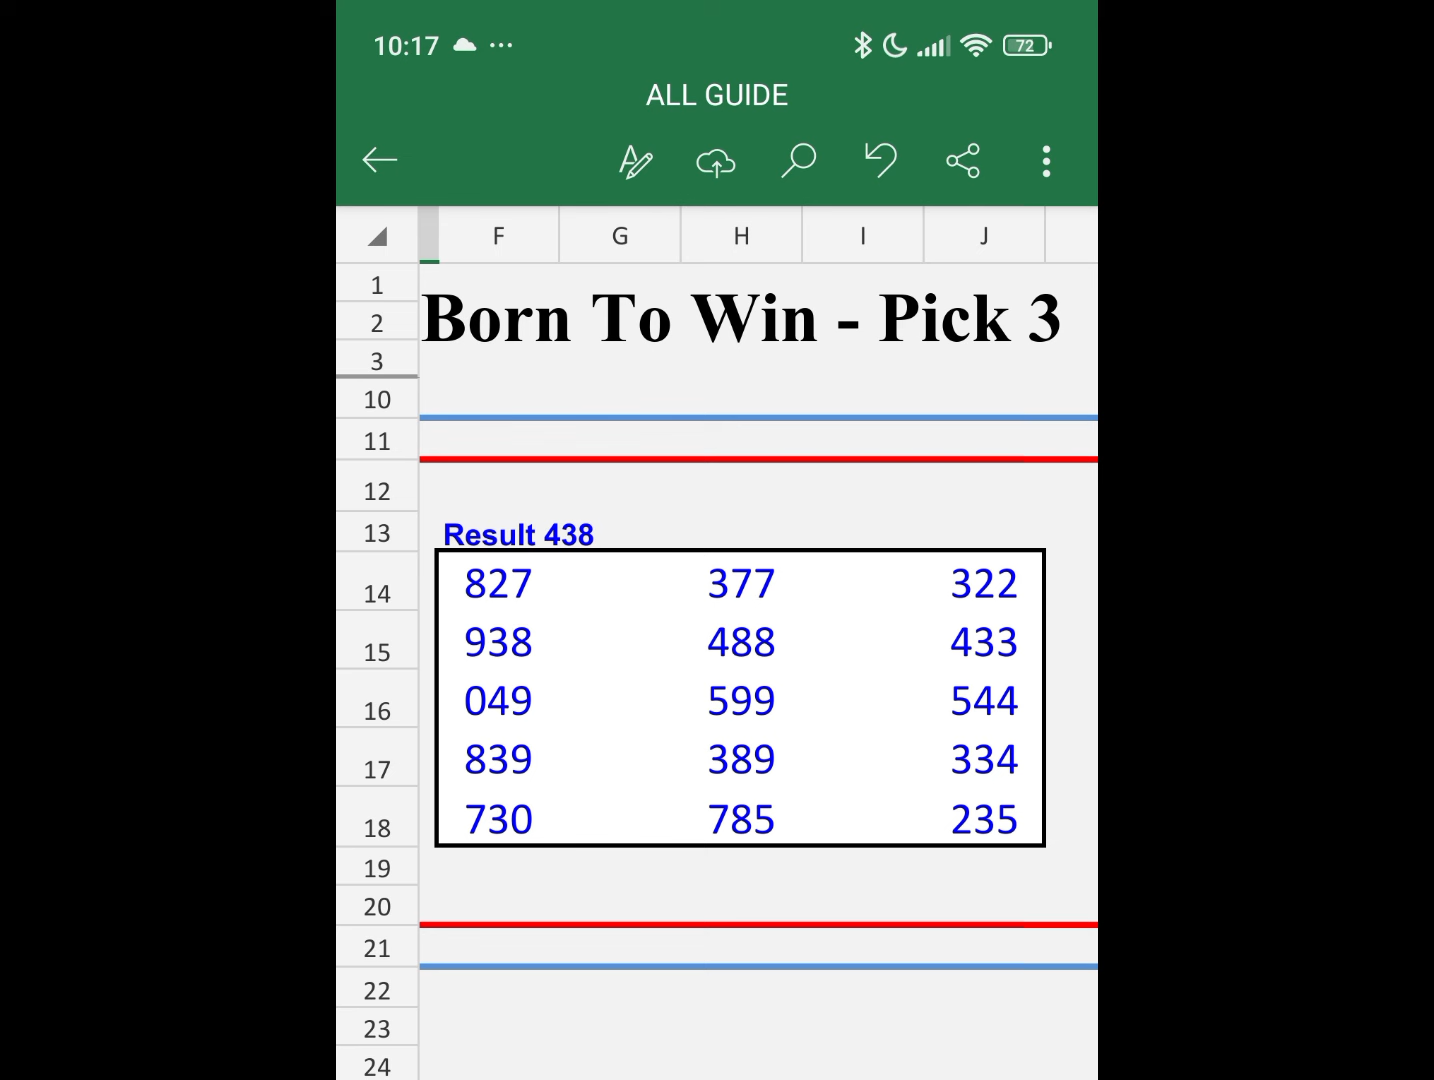 10:17 72
ALL GUIDE
F G H I J
1
2 Born To Win - Pick 3
3
10
11
12
13 Result 438
14 827 377 322
15 938 488 433
16 049 599 544
17 839 389 334
18 730 785 235
19
20
21
22
23
24